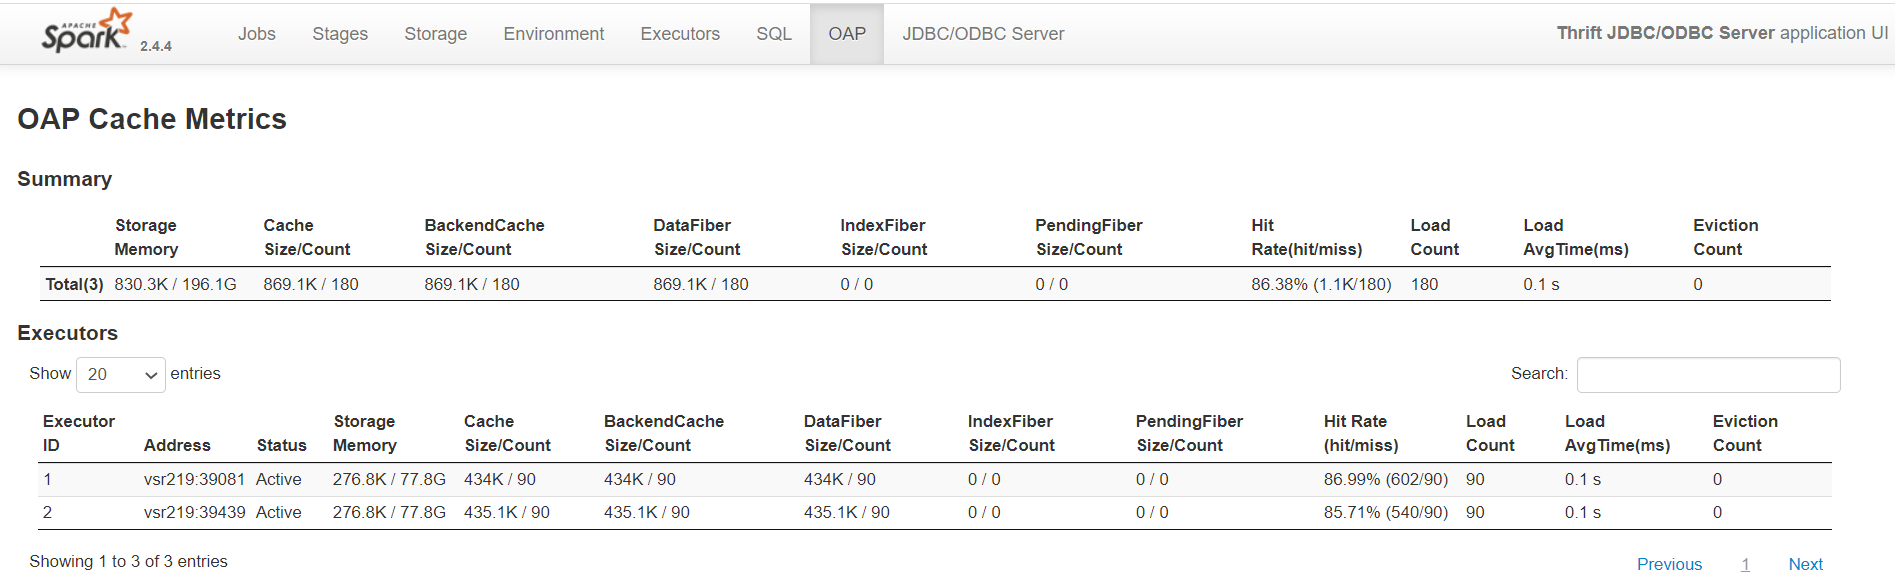 APACHE
Spark 2.4.4 Jobs Stages Storage Environment Executors SQL OAP JDBC/ODBC Server Thrift JDBC/ODBC Server application UI
OAP Cache Metrics
Summary
Storage Cache BackendCache DataFiber IndexFiber PendingFiber Hit Load Load Eviction
Memory Size/Count Size/Count Size/Count Size/Count Size/Count Rate(hit/miss) Count AvgTime(ms) Count
Total(3) 830.3K / 196.1G 869.1K / 180 869.1K / 180 869.1K / 180 0 / 0 0 / 0 86.38% (1.1K/180) 180 0.1 s 0
Executors
Show 20 entries Search:
Executor Storage Cache BackendCache DataFiber IndexFiber PendingFiber Hit Rate Load Load Eviction
ID Address Status Memory Size/Count Size/Count Size/Count Size/Count Size/Count (hit/miss) Count AvgTime(ms) Count
1 vsr219:39081 Active 276.8K / 77.8G 434K / 90 434K / 90 434K / 90 0 / 0 0 / 0 86.99% (602/90) 90 0.1 s 0
2 vsr219:39439 Active 276.8K / 77.8G 435.1K / 90 435.1K / 90 435.1K / 90 0 / 0 0 / 0 85.71% (540/90) 90 0.1 s 0
Showing 1 to 3 of 3 entries Previous 1 Next